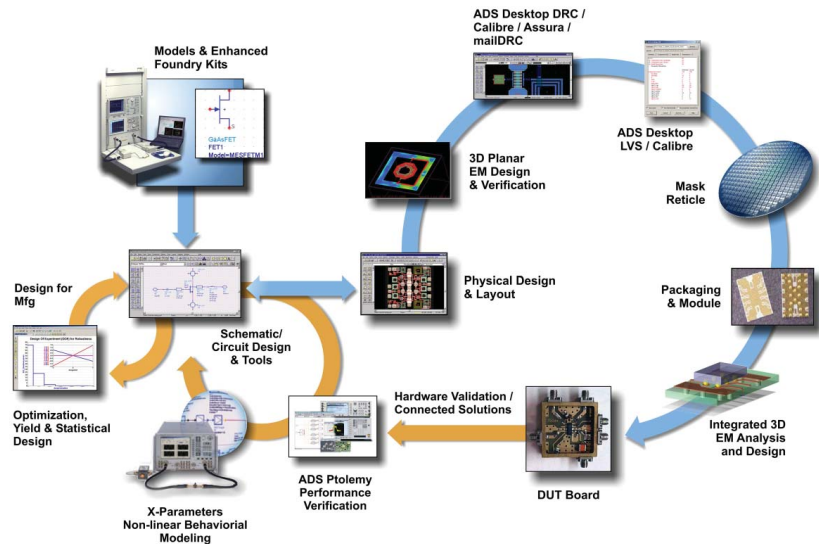 Models & Enhanced
Foundry Kits
GaAsFET
FET1
Model=MESFETM1
ADS Desktop DRC /
Calibre / Assura /
mailDRC
ADS Desktop
LVS / Calibre
3D Planar
EM Design
& Verification
Mask
Reticle
Design for
Mfg
Physical Design
& Layout
Packaging
& Module
Schematic/
Circuit Design
& Tools
Optimization,
Yield & Statistical
Design
Hardware Validation /
Connected Solutions
Integrated 3D
EM Analysis
and Design
ADS Ptolemy
Performance
Verification
DUT Board
X-Parameters
Non-linear Behaviorial
Modeling